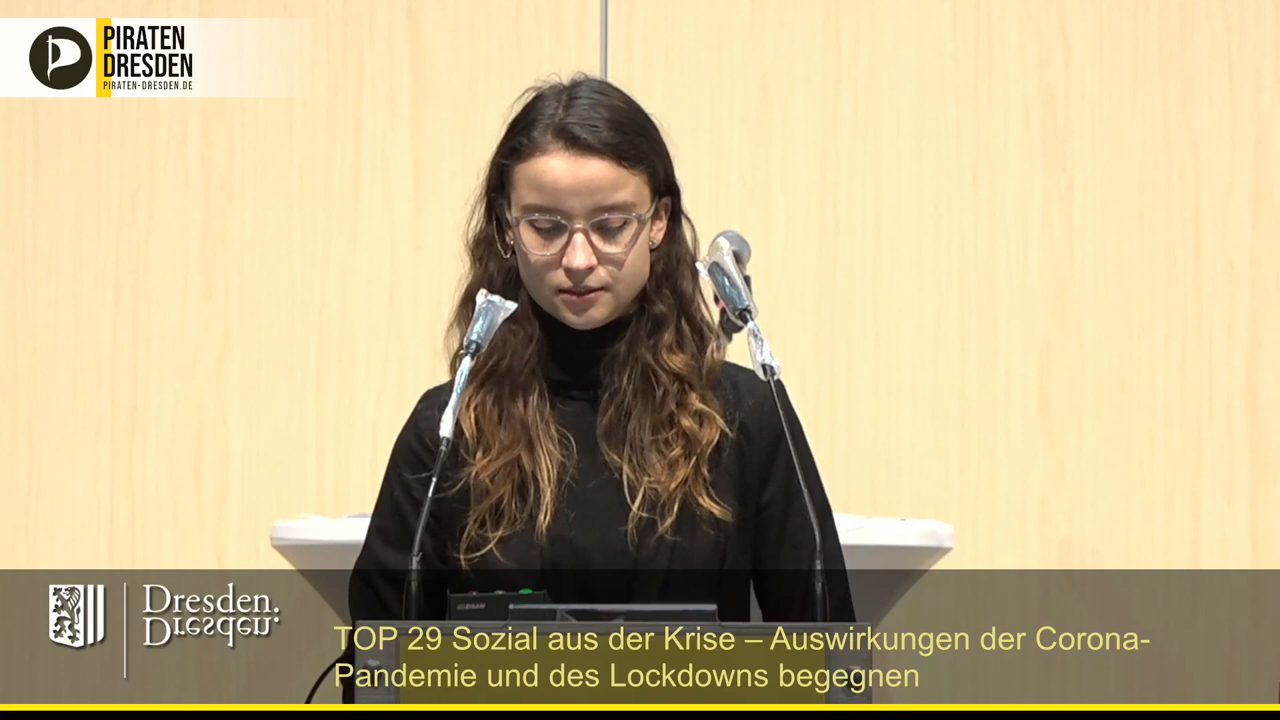 PIRATEN
DRESDEN
PIRATEN-DRESDEN.DE
Dresden.
Dresden.
TOP 29 Sozial aus der Krise – Auswirkungen der Corona-
Pandemie und des Lockdowns begegnen